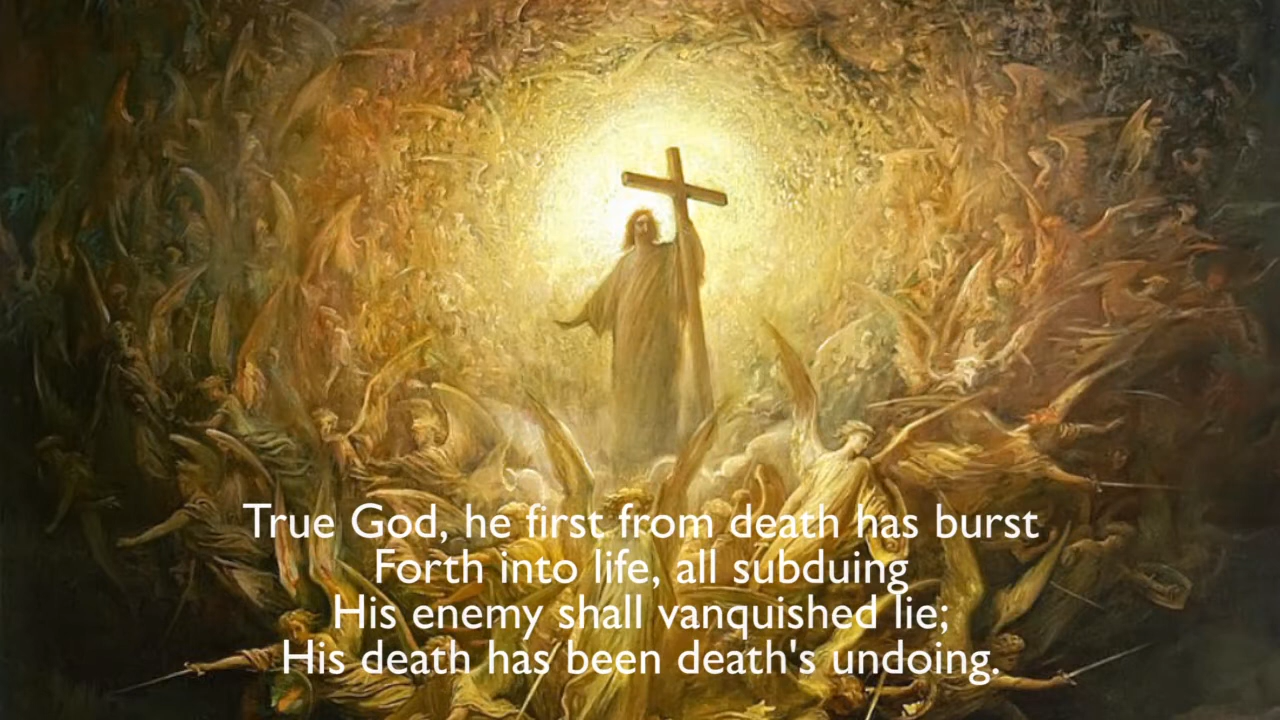 True God, he first from death has burst
Forth into life, all subduing
His enemy shall vanquished lie;
His death has been death's undoing.